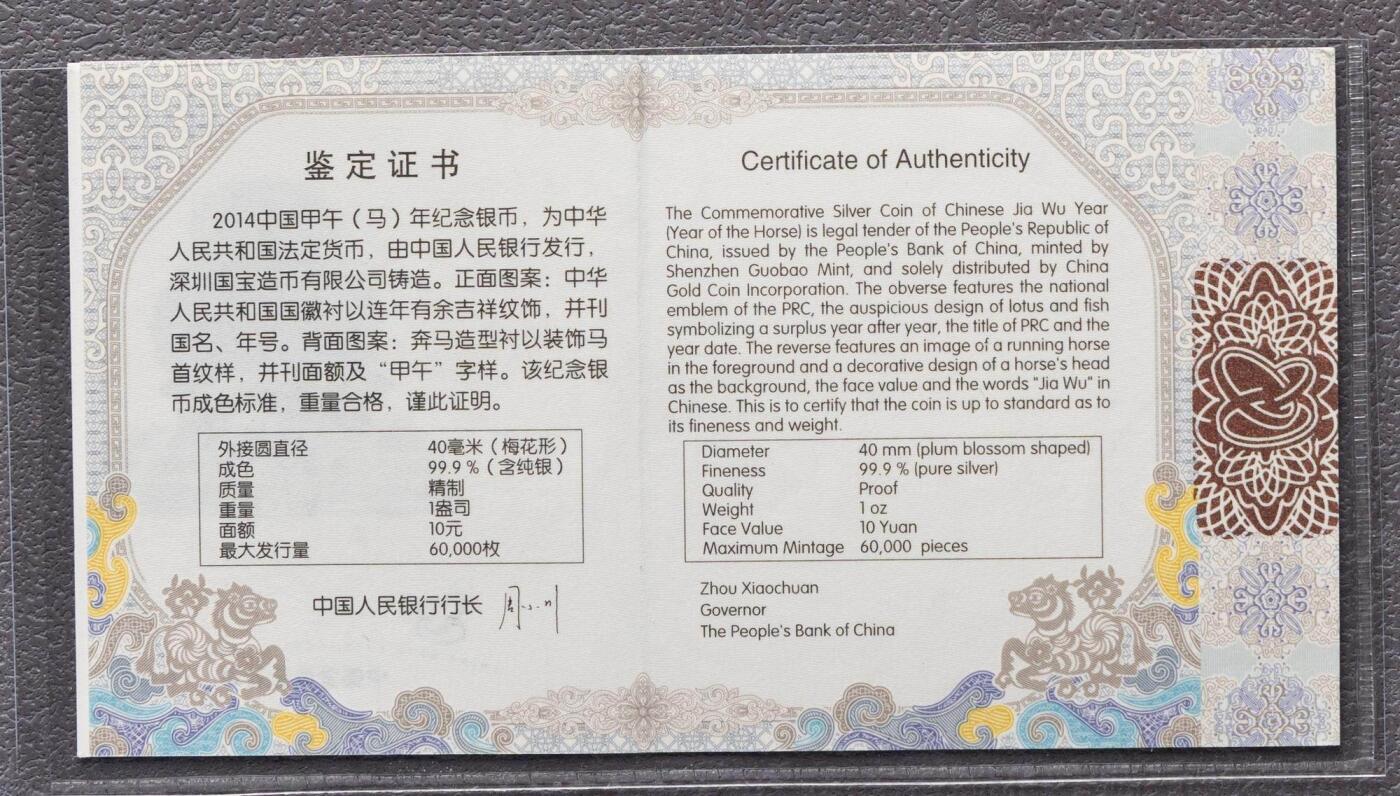 鉴定证书
2014中国甲午（马）年纪念银币，为中华
人民共和国法定货币，由中国人民银行发行，
深圳国宝造币有限公司铸造。正面图案：中华
人民共和国国徽衬以连年有余吉祥纹饰，并刊
国名、年号。背面图案：奔马造型衬以装饰马
首纹样，并刊面额及“甲午”字样。该纪念银
币成色标准，重量合格，谨此证明。
外接圆直径 40毫米（梅花形）
成色 99.9％（含纯银）
质量 精制
重量 1盎司
面额 10元
最大发行量 60,000枚
中国人民银行行长 周小川
Certificate of Authenticity
The Commemorative Silver Coin of Chinese Jia Wu Year
(Year of the Horse) is legal tender of the People's Republic of
China, issued by the People's Bank of China, minted by
Shenzhen Guobao Mint, and solely distributed by China
Gold Coin Incorporation. The obverse features the national
emblem of the PRC, the auspicious design of lotus and fish
symbolizing a surplus year after year, the title of PRC and the
year date. The reverse features an image of a running horse
in the foreground and a decorative design of a horse's head
as the background, the face value and the words "Jia Wu" in
Chinese. This is to certify that the coin is up to standard as to
its fineness and weight.
Diameter 40 mm (plum blossom shaped)
Fineness 99.9 % (pure silver)
Quality Proof
Weight 1 oz
Face Value 10 Yuan
Maximum Mintage 60,000 pieces
Zhou Xiaochuan
Governor
The People's Bank of China